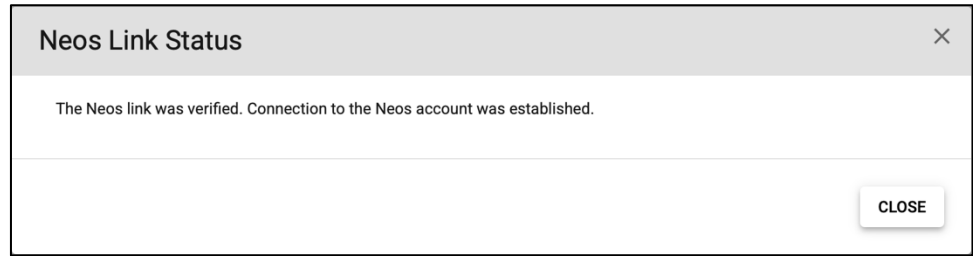 Neos Link Status
The Neos link was verified. Connection to the Neos account was established.
CLOSE